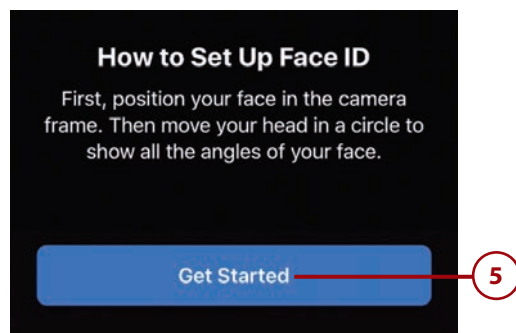 How to Set Up Face ID
First, position your face in the camera
frame. Then move your head in a circle to
show all the angles of your face.
Get Started
5